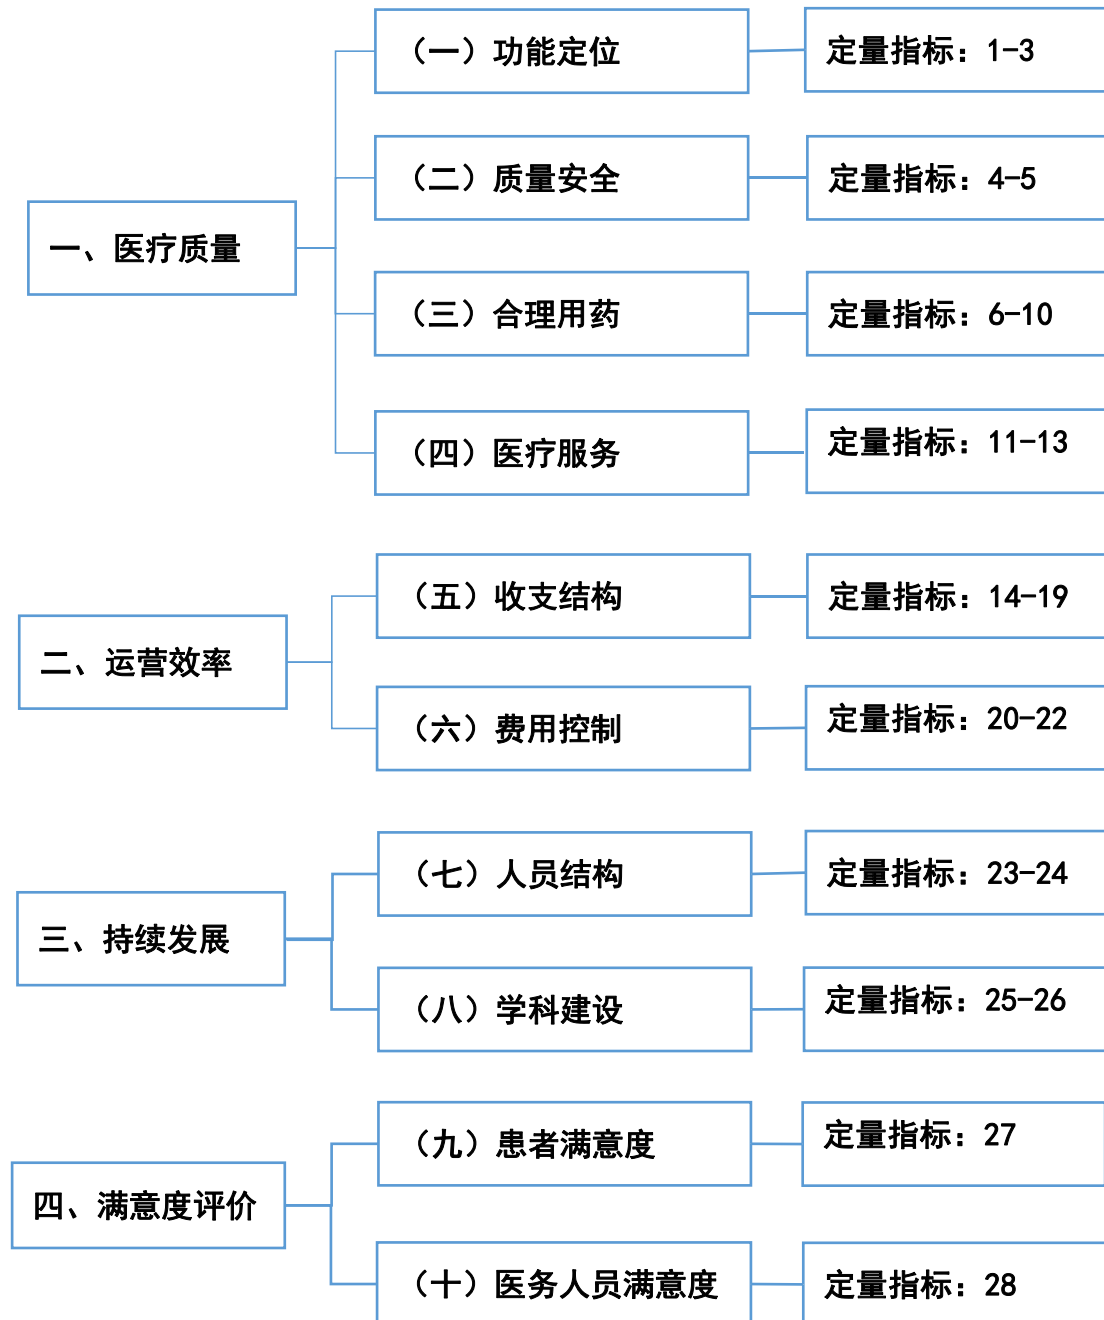 一、医疗质量
（一）功能定位
定量指标：1-3
（二）质量安全
定量指标：4-5
（三）合理用药
定量指标：6-10
（四）医疗服务
定量指标：11-13
二、运营效率
（五）收支结构
定量指标：14-19
（六）费用控制
定量指标：20-22
三、持续发展
（七）人员结构
定量指标：23-24
（八）学科建设
定量指标：25-26
四、满意度评价
（九）患者满意度
定量指标：27
（十）医务人员满意度
定量指标：28